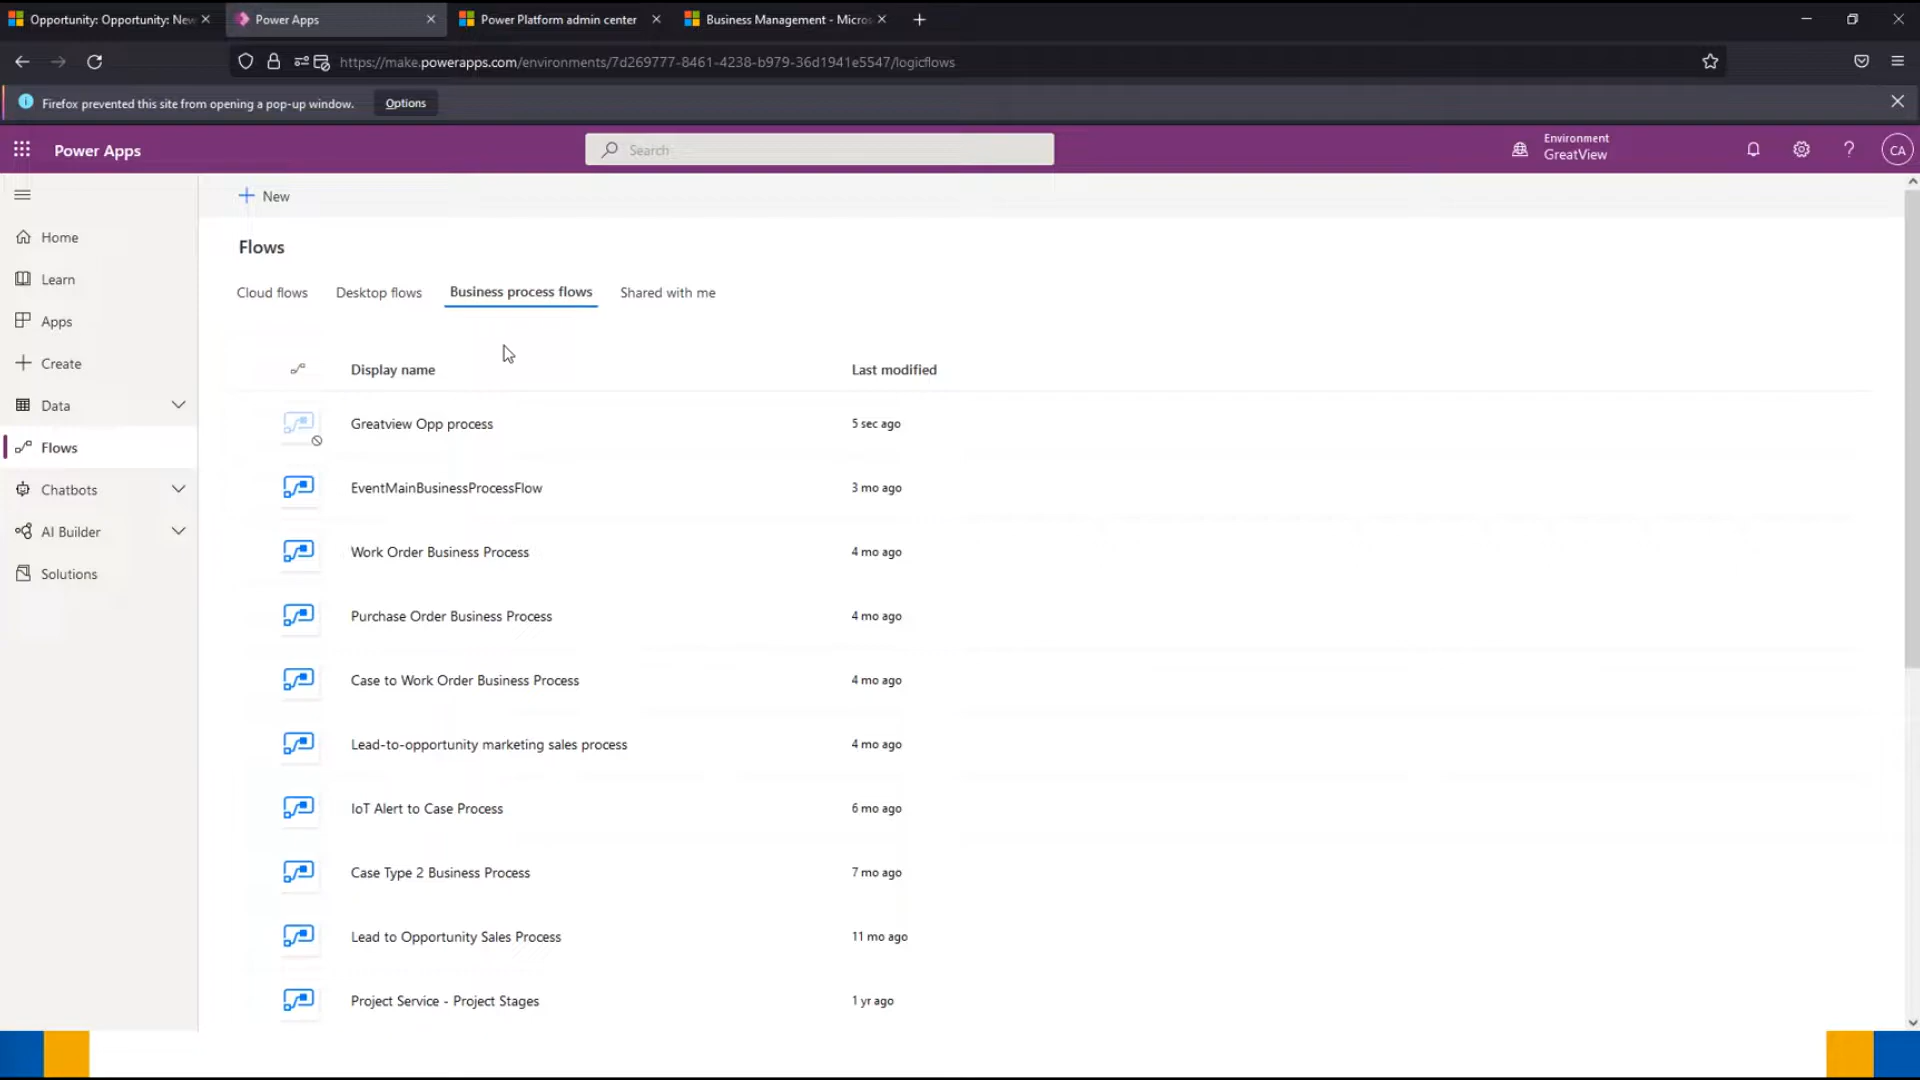 Opportunity: Opportunity: New
Power Apps
Power Platform admin center
Business Management - Micros
https://make.powerapps.com/environments/7d269777-8461-4238-b979-36d1941e5547/logicflows
Firefox prevented this site from opening a pop-up window.
Options
Power Apps
Search
Environment
GreatView
CA
New
Home
Learn
Apps
Create
Data
Flows
Chatbots
AI Builder
Solutions
Flows
Cloud flows
Desktop flows
Business process flows
Shared with me
Display name
Last modified
Greatview Opp process
5 sec ago
EventMainBusinessProcessFlow
3 mo ago
Work Order Business Process
4 mo ago
Purchase Order Business Process
4 mo ago
Case to Work Order Business Process
4 mo ago
Lead-to-opportunity marketing sales process
4 mo ago
IoT Alert to Case Process
6 mo ago
Case Type 2 Business Process
7 mo ago
Lead to Opportunity Sales Process
11 mo ago
Project Service - Project Stages
1 yr ago